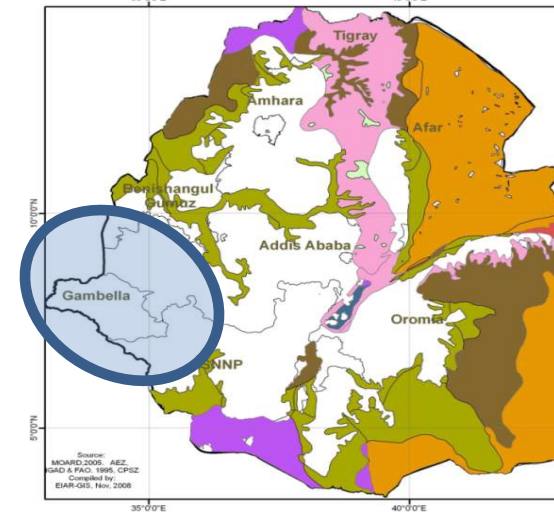 Tigray
Amhara
Afar
Benishangul
Gumuz
Addis Ababa
Gambella
Oromia
SNNP
10°0'0"N
5°0'0"N
Source:
MOARD,2005. AEZ,
IGAD & FAO. 1995, CPSZ
Compiled by:
EIAR-GIS, Nov, 2008
35°0'0"E
40°0'0"E